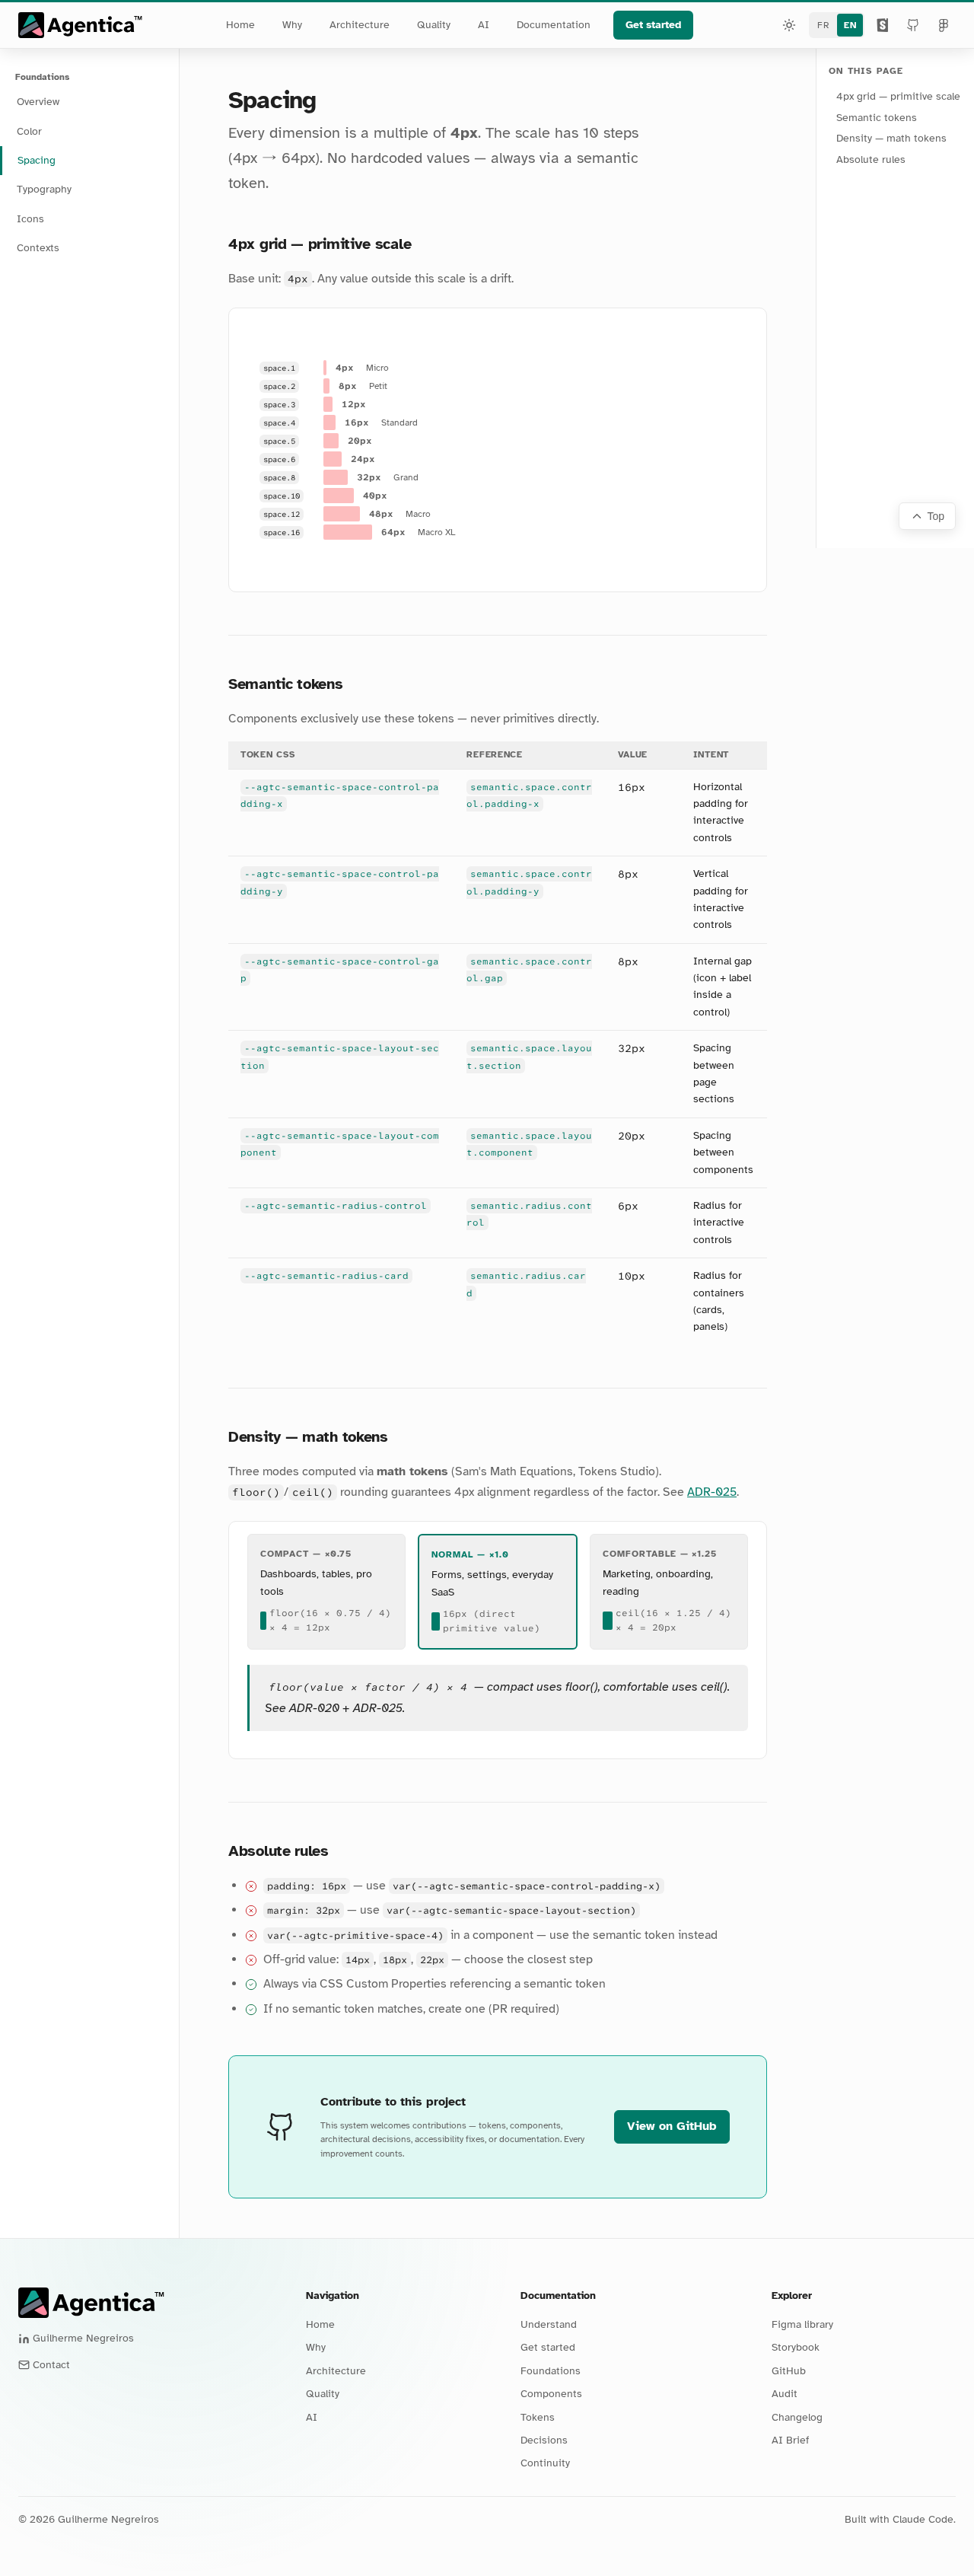 Agentica™
Home
Why
Architecture
Quality
AI
Documentation
Get started
FR
EN
Foundations
Overview
Color
Spacing
Typography
Icons
Contexts
ON THIS PAGE
4px grid — primitive scale
Semantic tokens
Density — math tokens
Absolute rules
Top
Spacing
Every dimension is a multiple of 4px. The scale has 10 steps
(4px → 64px). No hardcoded values — always via a semantic
token.
4px grid — primitive scale
Base unit: 4px. Any value outside this scale is a drift.
space.1 4px Micro
space.2 8px Petit
space.3 12px
space.4 16px Standard
space.5 20px
space.6 24px
space.8 32px Grand
space.10 40px
space.12 48px Macro
space.16 64px Macro XL
Semantic tokens
Components exclusively use these tokens — never primitives directly.
TOKEN CSS REFERENCE VALUE INTENT
--agtc-semantic-space-control-pa
dding-x
semantic.space.contr
ol.padding-x
16px
Horizontal
padding for
interactive
controls
--agtc-semantic-space-control-pa
dding-y
semantic.space.contr
ol.padding-y
8px
Vertical
padding for
interactive
controls
--agtc-semantic-space-control-ga
p
semantic.space.contr
ol.gap
8px
Internal gap
(icon + label
inside a
control)
--agtc-semantic-space-layout-sec
tion
semantic.space.layou
t.section
32px
Spacing
between
page
sections
--agtc-semantic-space-layout-com
ponent
semantic.space.layou
t.component
20px
Spacing
between
components
--agtc-semantic-radius-control
semantic.radius.cont
rol
6px
Radius for
interactive
controls
--agtc-semantic-radius-card
semantic.radius.car
d
10px
Radius for
containers
(cards,
panels)
Density — math tokens
Three modes computed via math tokens (Sam's Math Equations, Tokens Studio).
floor() / ceil() rounding guarantees 4px alignment regardless of the factor. See ADR-025.
COMPACT — ×0.75
Dashboards, tables, pro
tools
floor(16 × 0.75 / 4)
× 4 = 12px
NORMAL — ×1.0
Forms, settings, everyday
SaaS
16px (direct
primitive value)
COMFORTABLE — ×1.25
Marketing, onboarding,
reading
ceil(16 × 1.25 / 4)
× 4 = 20px
floor(value × factor / 4) × 4 — compact uses floor(), comfortable uses ceil().
See ADR-020 + ADR-025.
Absolute rules
padding: 16px — use var(--agtc-semantic-space-control-padding-x)
margin: 32px — use var(--agtc-semantic-space-layout-section)
var(--agtc-primitive-space-4) in a component — use the semantic token instead
Off-grid value: 14px, 18px, 22px — choose the closest step
Always via CSS Custom Properties referencing a semantic token
If no semantic token matches, create one (PR required)
Contribute to this project
This system welcomes contributions — tokens, components,
architectural decisions, accessibility fixes, or documentation. Every
improvement counts.
View on GitHub
Agentica™
Guilherme Negreiros
Contact
Navigation
Home
Why
Architecture
Quality
AI
Documentation
Understand
Get started
Foundations
Components
Tokens
Decisions
Continuity
Explorer
Figma library
Storybook
GitHub
Audit
Changelog
AI Brief
© 2026 Guilherme Negreiros
Built with Claude Code.